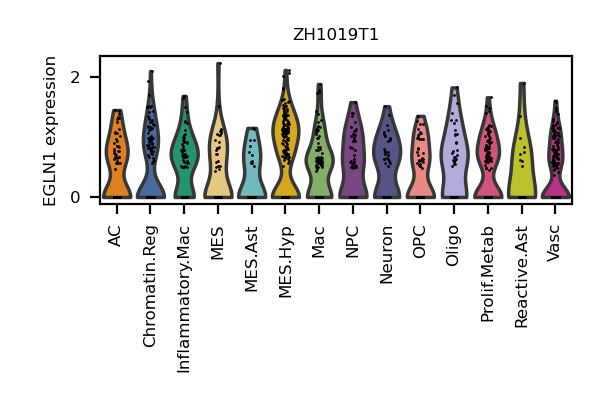 ZH1019T1
EGLN1 expression
2
0
AC
Chromatin.Reg
Inflammatory.Mac
MES
MES.Ast
MES.Hyp
Mac
NPC
Neuron
OPC
Oligo
Prolif.Metab
Reactive.Ast
Vasc